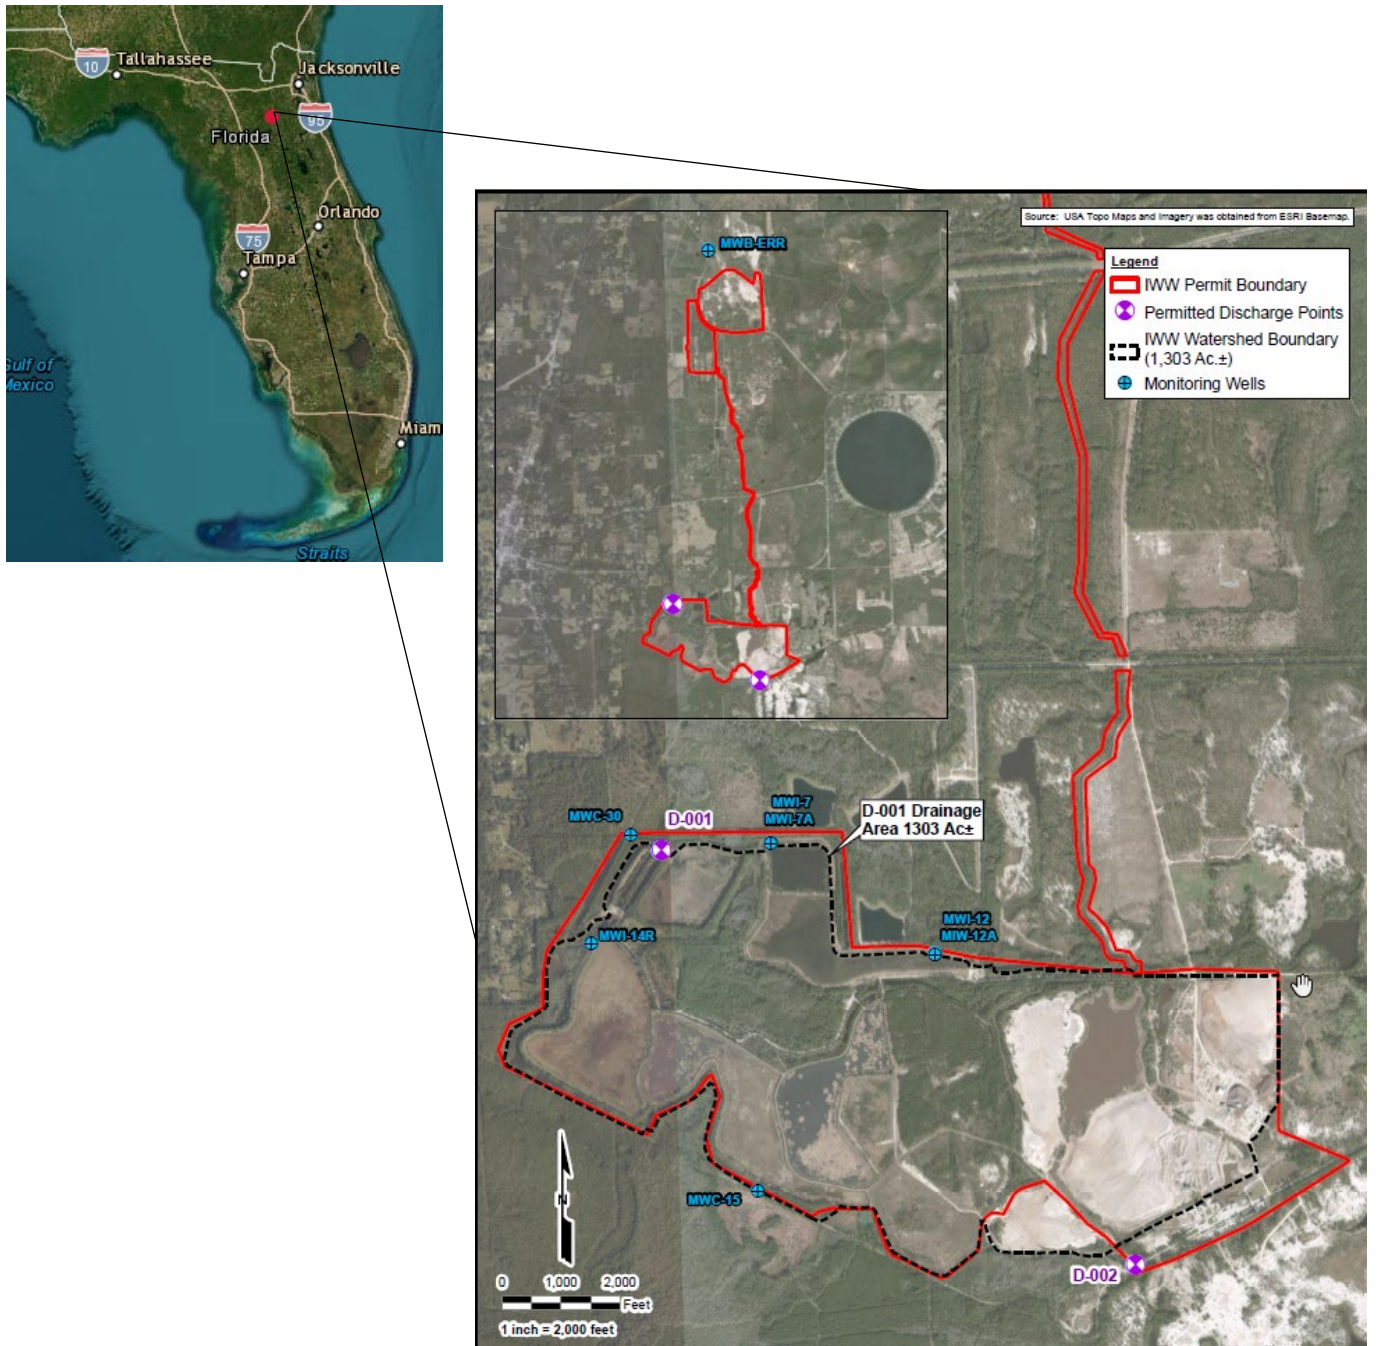 10
Tallahassee
Jacksonville
95
Florida
Orlando
75
Tampa
Gulf of
Mexico
Miam
Straits
Source: USA Topo Maps and Imagery was obtained from ESRI Basemap.
MWB-ERR
Legend
IWW Permit Boundary
Permitted Discharge Points
IWW Watershed Boundary
(1,303 Ac.±)
Monitoring Wells
MWC-30
D-001
MWI-7
MWI-7A
D-001 Drainage
Area 1303 Ac±
MWI-14R
MWI-12
MIW-12A
MWC-15
N
D-002
0 1,000 2,000
Feet
1 inch = 2,000 feet